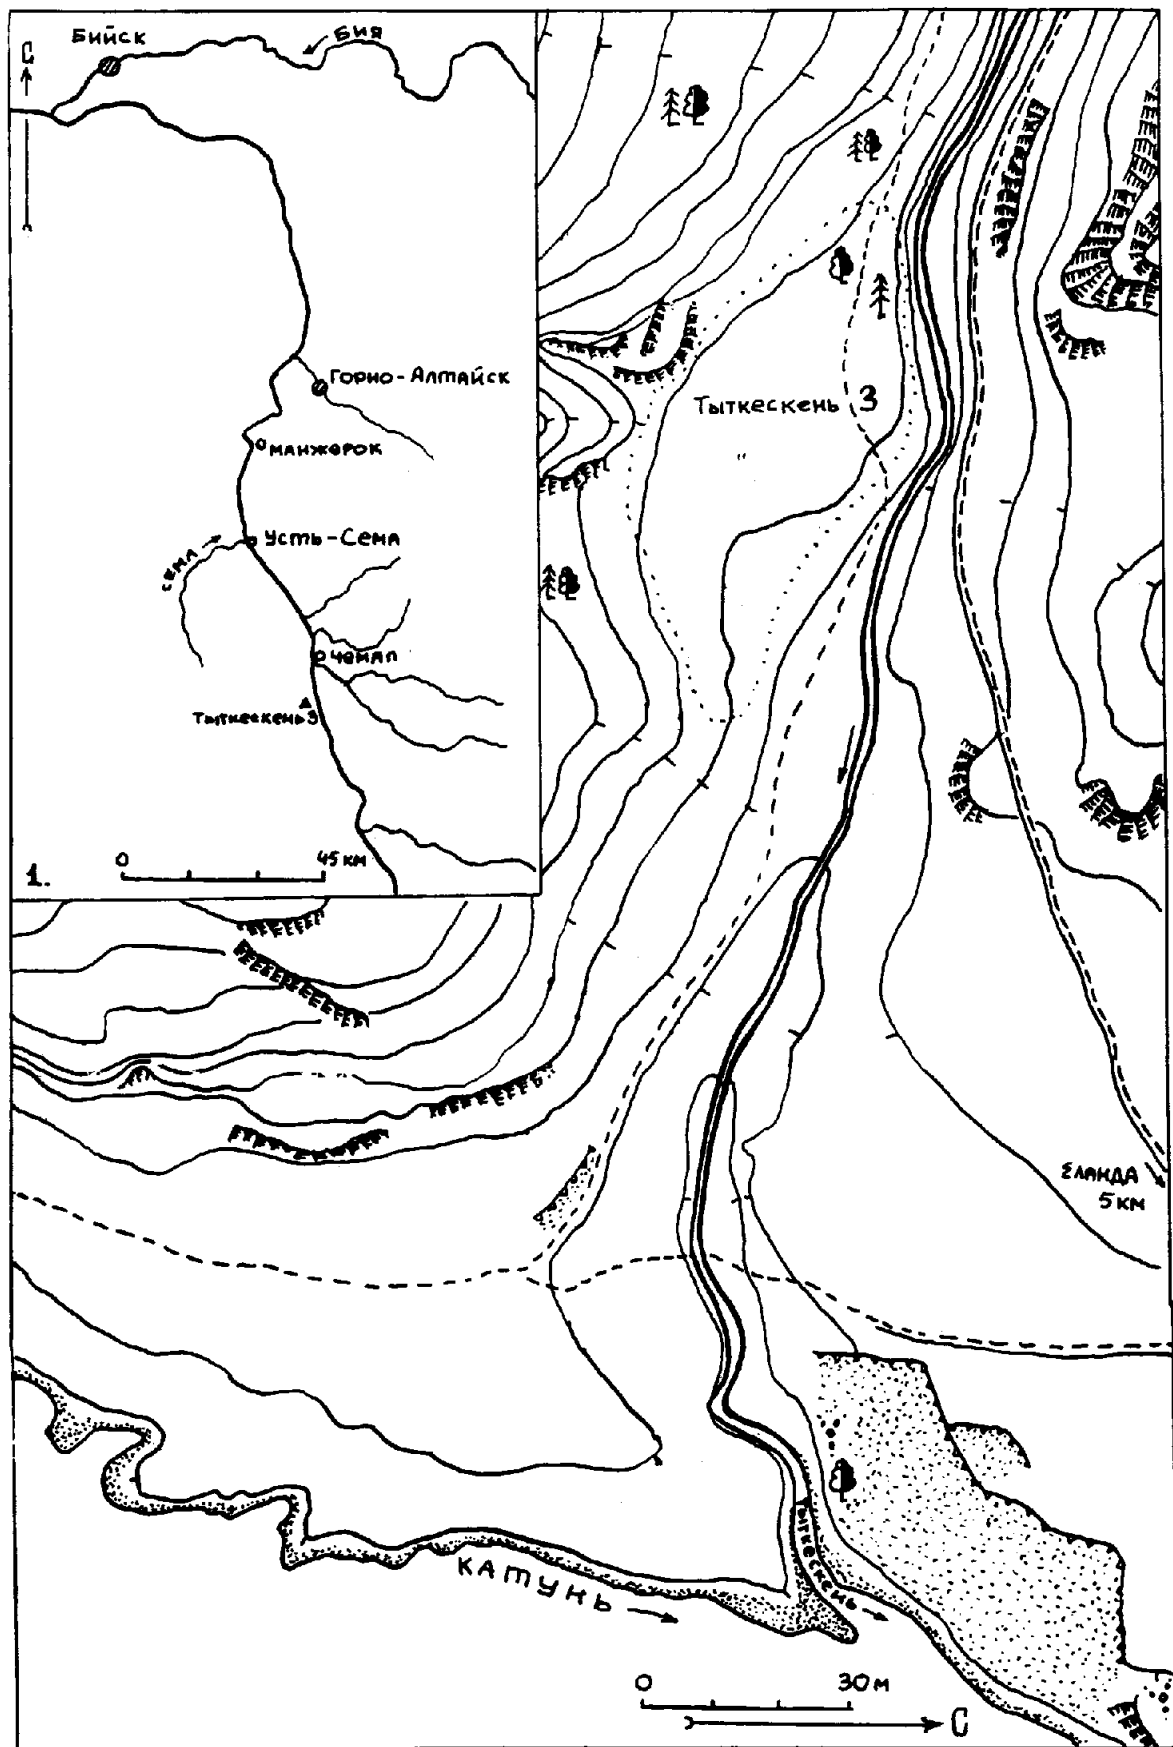 С
БИЙСК
БИЯ
ГОРНО-АЛТАЙСК
МАНЖЕРОК
УСТЬ-СЕМА
СЕМА
ЧЕМАЛ
ТЫТКЕСКЕНЬ 3
0 45 КМ
1.
ТЫТКЕСКЕНЬ 3
ЕЛАНДА
5 КМ
ТЫТКЕСКЕНЬ
КАТУНЬ
0 30 М
С